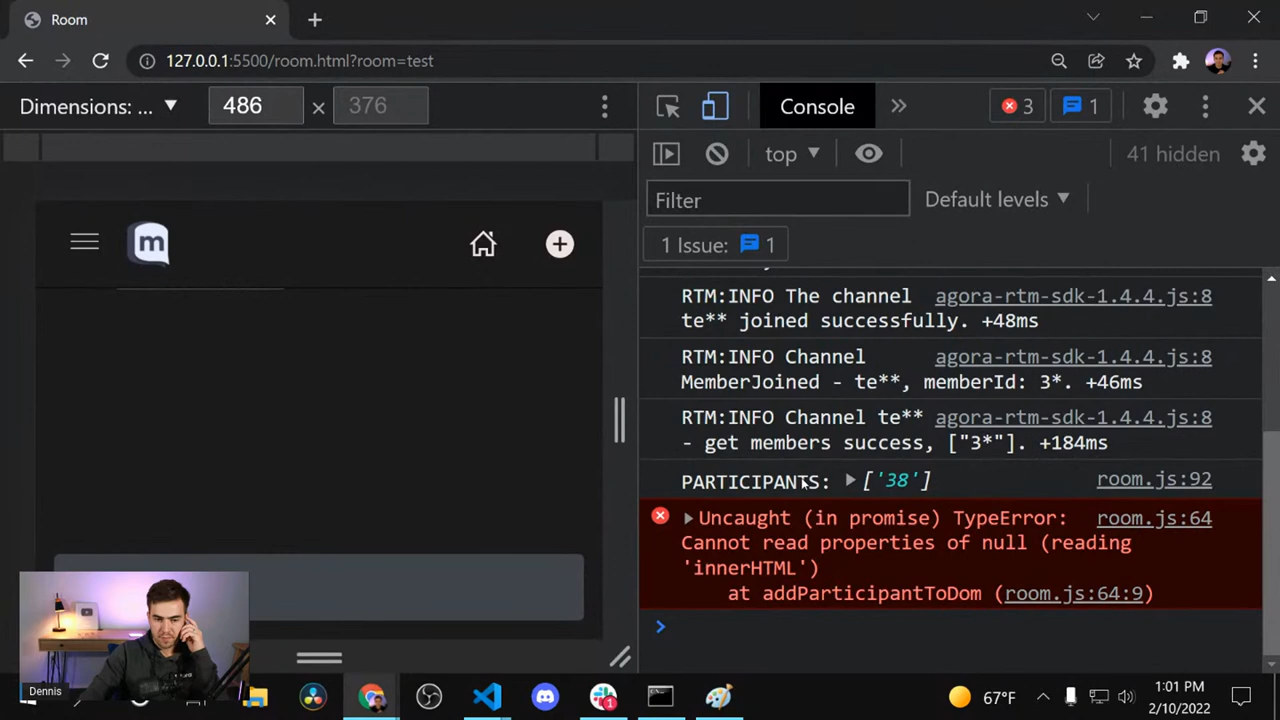 Room
127.0.0.1:5500/room.html?room=test
Dimensions: ...
486
×
376
Console
3
1
top
41 hidden
Filter
Default levels
1 Issue:
1
m
RTM:INFO The channel
agora-rtm-sdk-1.4.4.js:8
te** joined successfully. +48ms
RTM:INFO Channel
agora-rtm-sdk-1.4.4.js:8
MemberJoined - te**, memberId: 3*. +46ms
RTM:INFO Channel te**
agora-rtm-sdk-1.4.4.js:8
- get members success, ["3*"]. +184ms
PARTICIPANTS: ['38']
room.js:92
Uncaught (in promise) TypeError:
room.js:64
Cannot read properties of null (reading
'innerHTML')
at addParticipantToDom (room.js:64:9)
Dennis
67°F
1:01 PM
2/10/2022